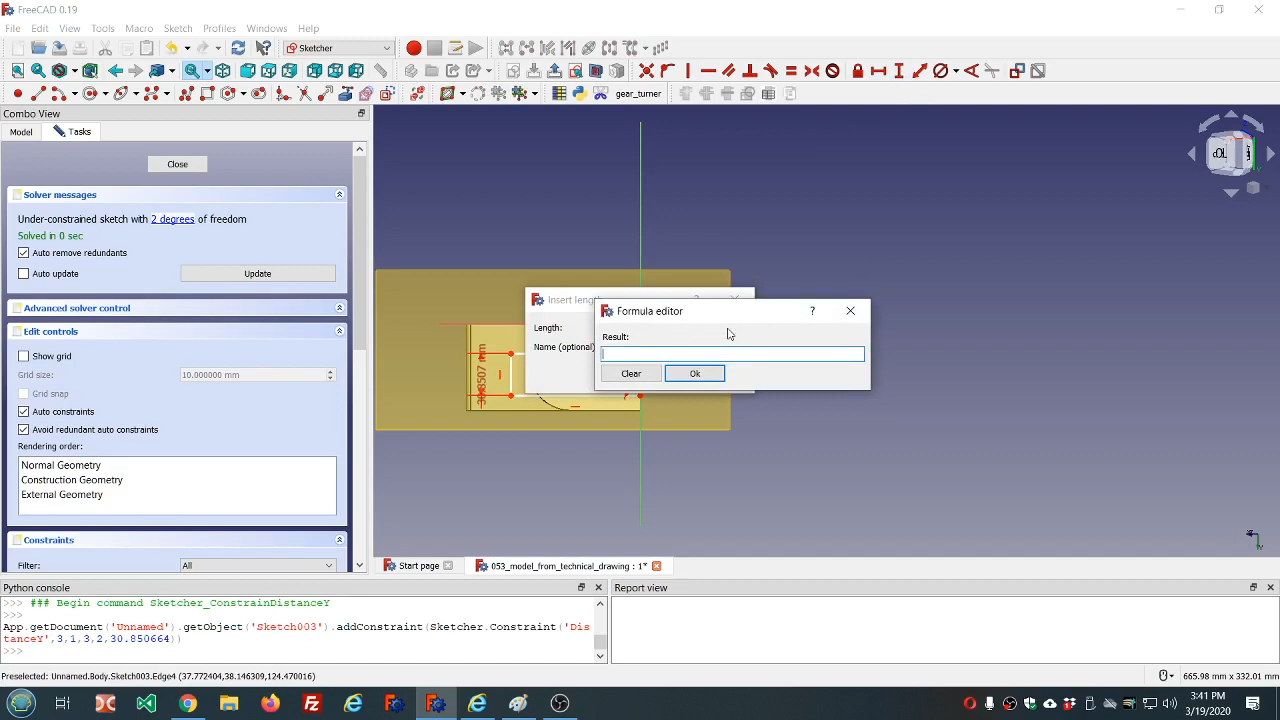 FreeCAD 0.19
File Edit View Tools Macro Sketch Profiles Windows Help
Sketcher
gear_turner
Combo View
Model Tasks
Close
Solver messages
Under-constrained sketch with 2 degrees of freedom
Solved in 0 sec
Auto remove redundants
Auto update Update
Advanced solver control
Edit controls
Show grid
Grid size: 10.000000 mm
Grid snap
Auto constraints
Avoid redundant auto constraints
Rendering order:
Normal Geometry
Construction Geometry
External Geometry
Constraints
Filter: All
Insert leng
Length:
Name (optional)
Formula editor
?
Result:
Clear Ok
Start page 053_model_from_technical_drawing : 1*
Python console
>>> ### Begin command Sketcher_ConstrainDistanceY
>>>
App.getDocument('Unnamed').getObject('Sketch003').addConstraint(Sketcher.Constraint('Dis
tanceY',3,1,3,2,30.850664))
>>>
Report view
Preselected: Unnamed.Body.Sketch003.Edge4 (37.772404,38.146309,124.470016)
665.98 mm x 332.01 mm
3:41 PM
3/19/2020